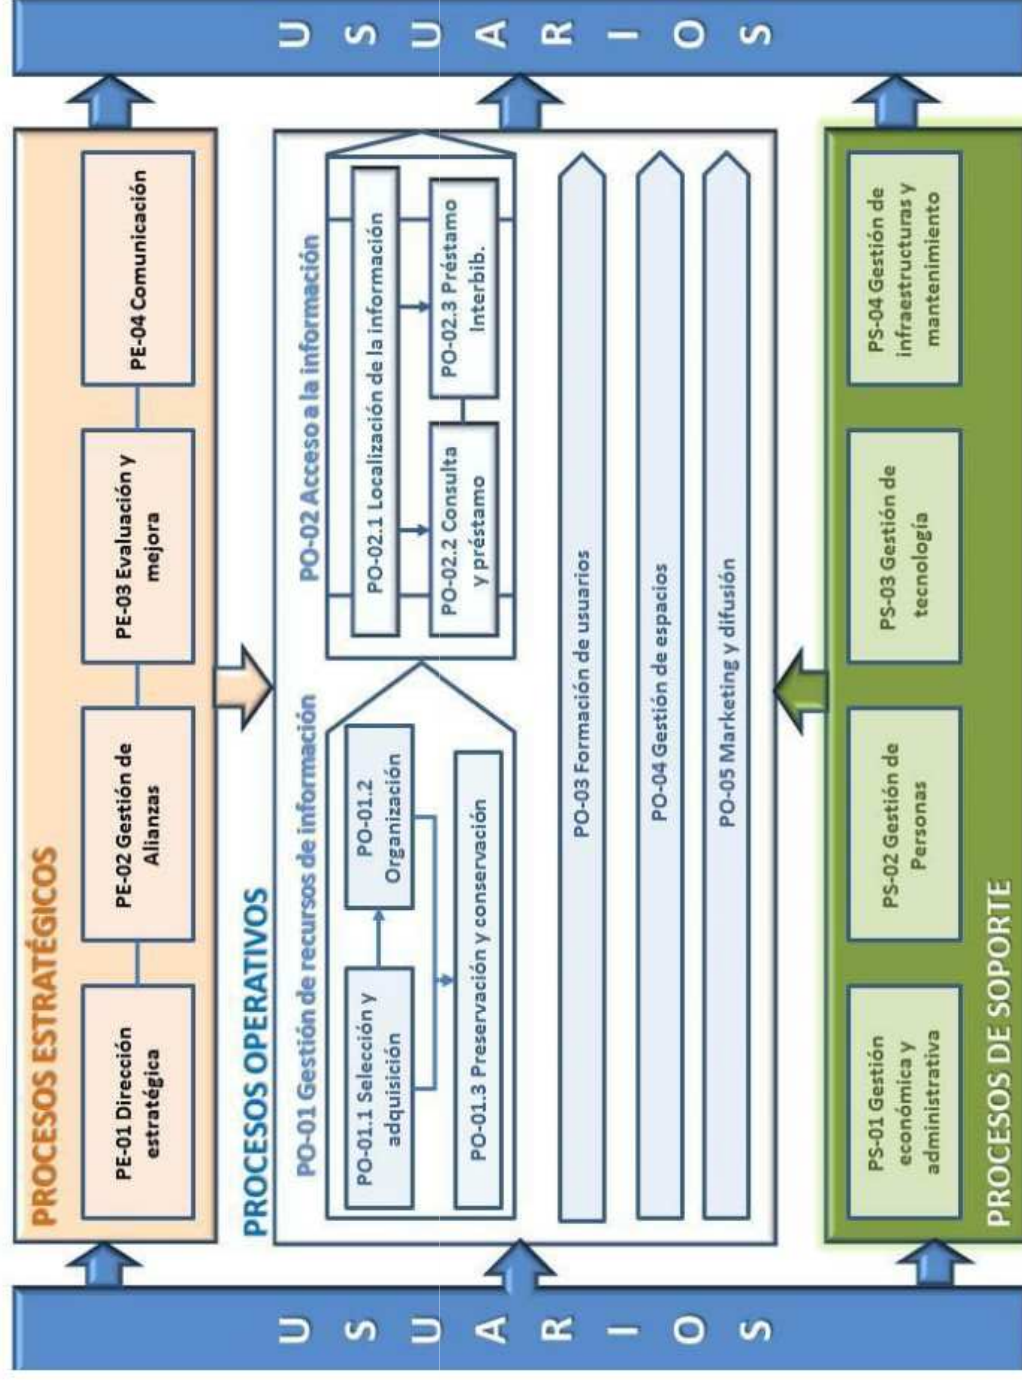 USUARIOS
PROCESOS ESTRATÉGICOS
PE-01 Dirección
estratégica
PE-02 Gestión de
Alianzas
PE-03 Evaluación y
mejora
PE-04 Comunicación
PROCESOS OPERATIVOS
PO-01 Gestión de recursos de información
PO-01.1 Selección y
adquisición
PO-01.2
Organización
PO-01.3 Preservación y conservación
PO-02 Acceso a la información
PO-02.1 Localización de la información
PO-02.2 Consulta
y préstamo
PO-02.3 Préstamo
Interbib.
PO-03 Formación de usuarios
PO-04 Gestión de espacios
PO-05 Marketing y difusión
PS-01 Gestión
económica y
administrativa
PS-02 Gestión de
Personas
PS-03 Gestión de
tecnología
PS-04 Gestión de
infraestructuras y
mantenimiento
PROCESOS DE SOPORTE
USUARIOS